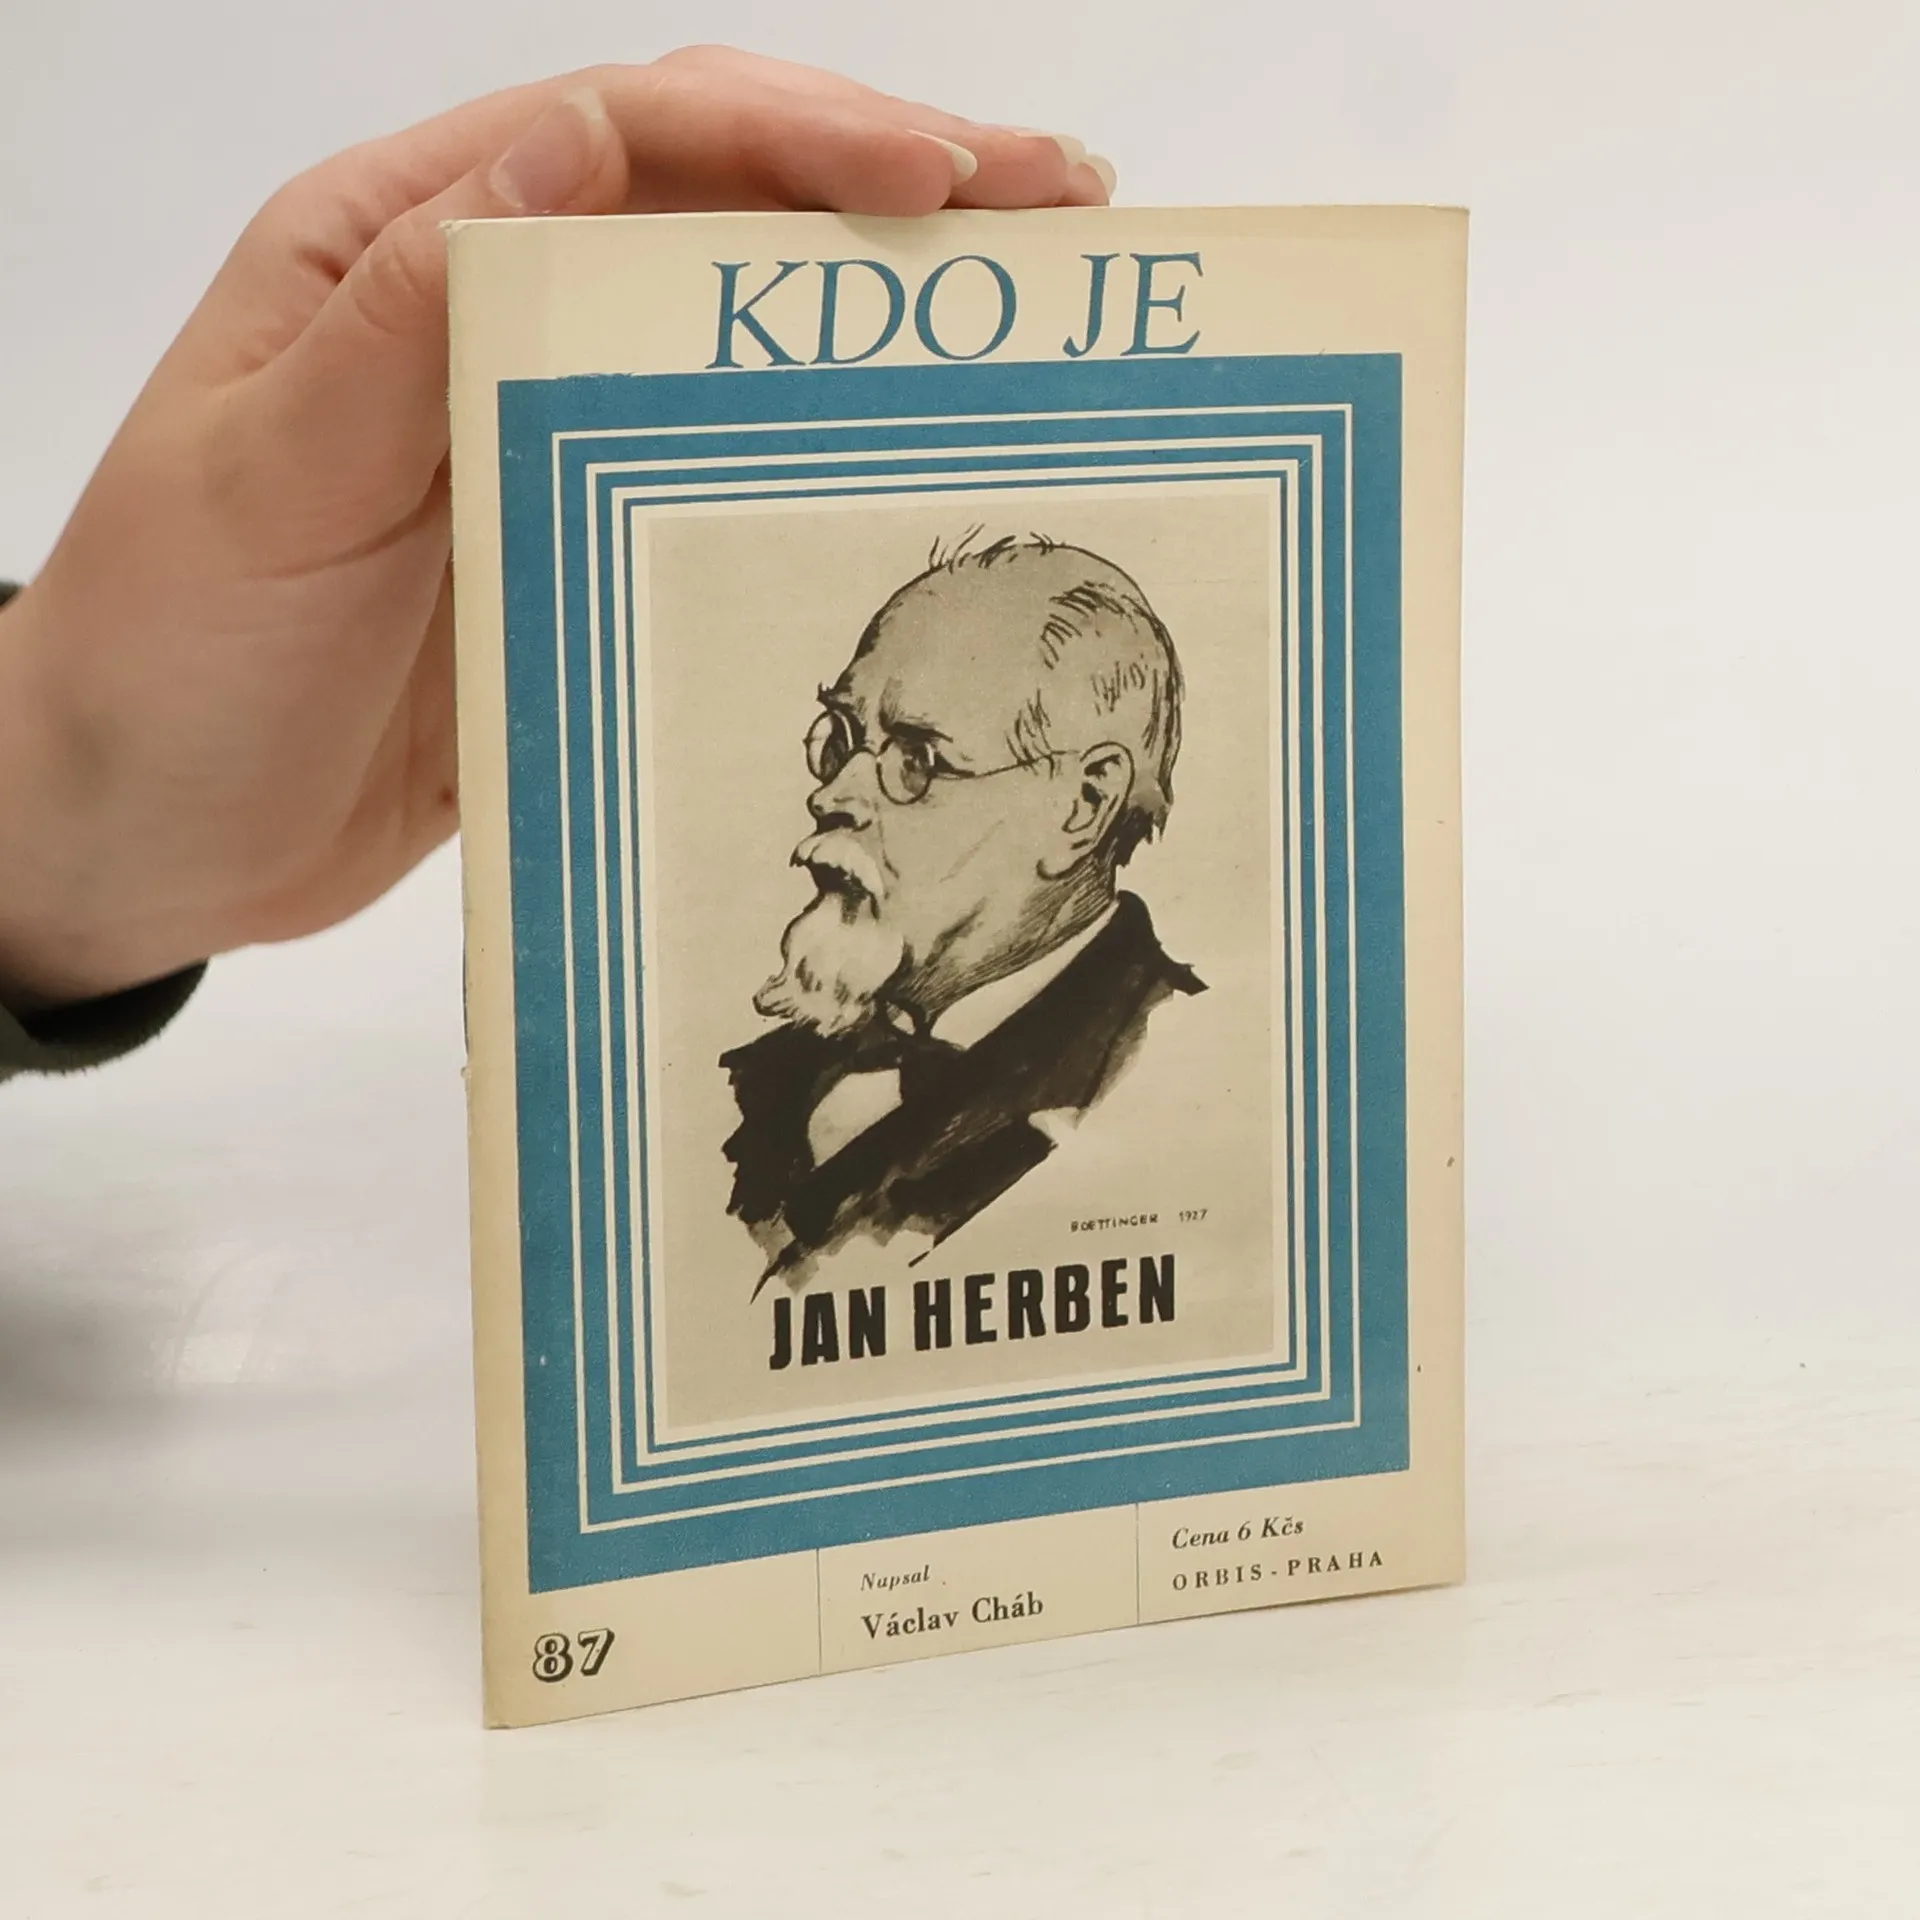 KDO JE
BOETTINGER 1927
JAN HERBEN
87
Napsal
Václav Cháb
Cena 6 Kčs
ORBIS - PRAHA